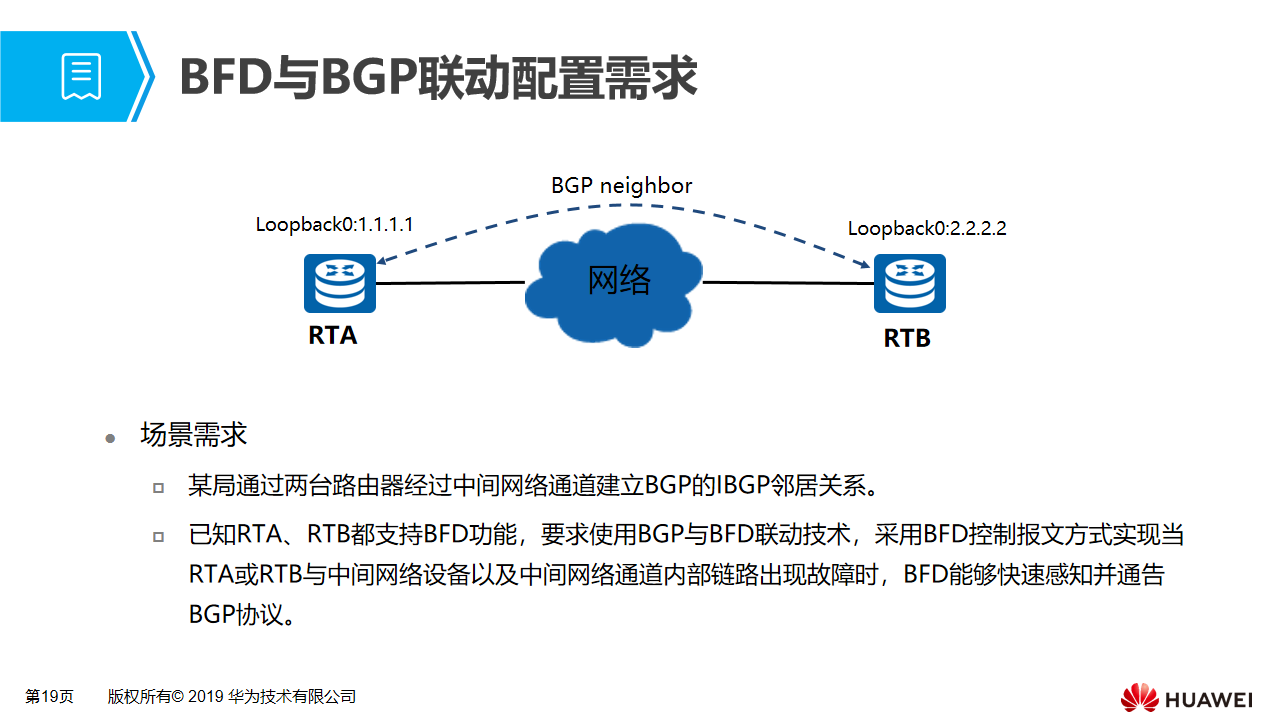 BFD与BGP联动配置需求
BGP neighbor
Loopback0:1.1.1.1
Loopback0:2.2.2.2
网络
RTA
RTB
场景需求
某局通过两台路由器经过中间网络通道建立BGP的IBGP邻居关系。
已知RTA、RTB都支持BFD功能，要求使用BGP与BFD联动技术，采用BFD控制报文方式实现当
RTA或RTB与中间网络设备以及中间网络通道内部链路出现故障时，BFD能够快速感知并通告
BGP协议。
第19页 版权所有© 2019 华为技术有限公司
HUAWEI